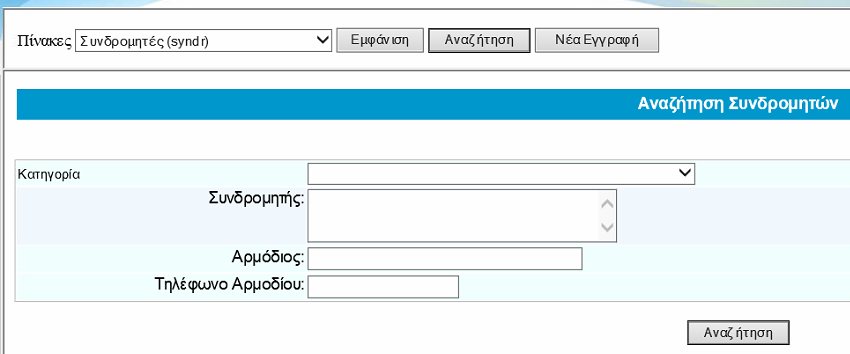 Πίνακες Συνδρομητές (syndr) Εμφάνιση Αναζήτηση Νέα Εγγραφή
Αναζήτηση Συνδρομητών
Κατηγορία
Συνδρομητής:
Αρμόδιος:
Τηλέφωνο Αρμοδίου:
Αναζήτηση